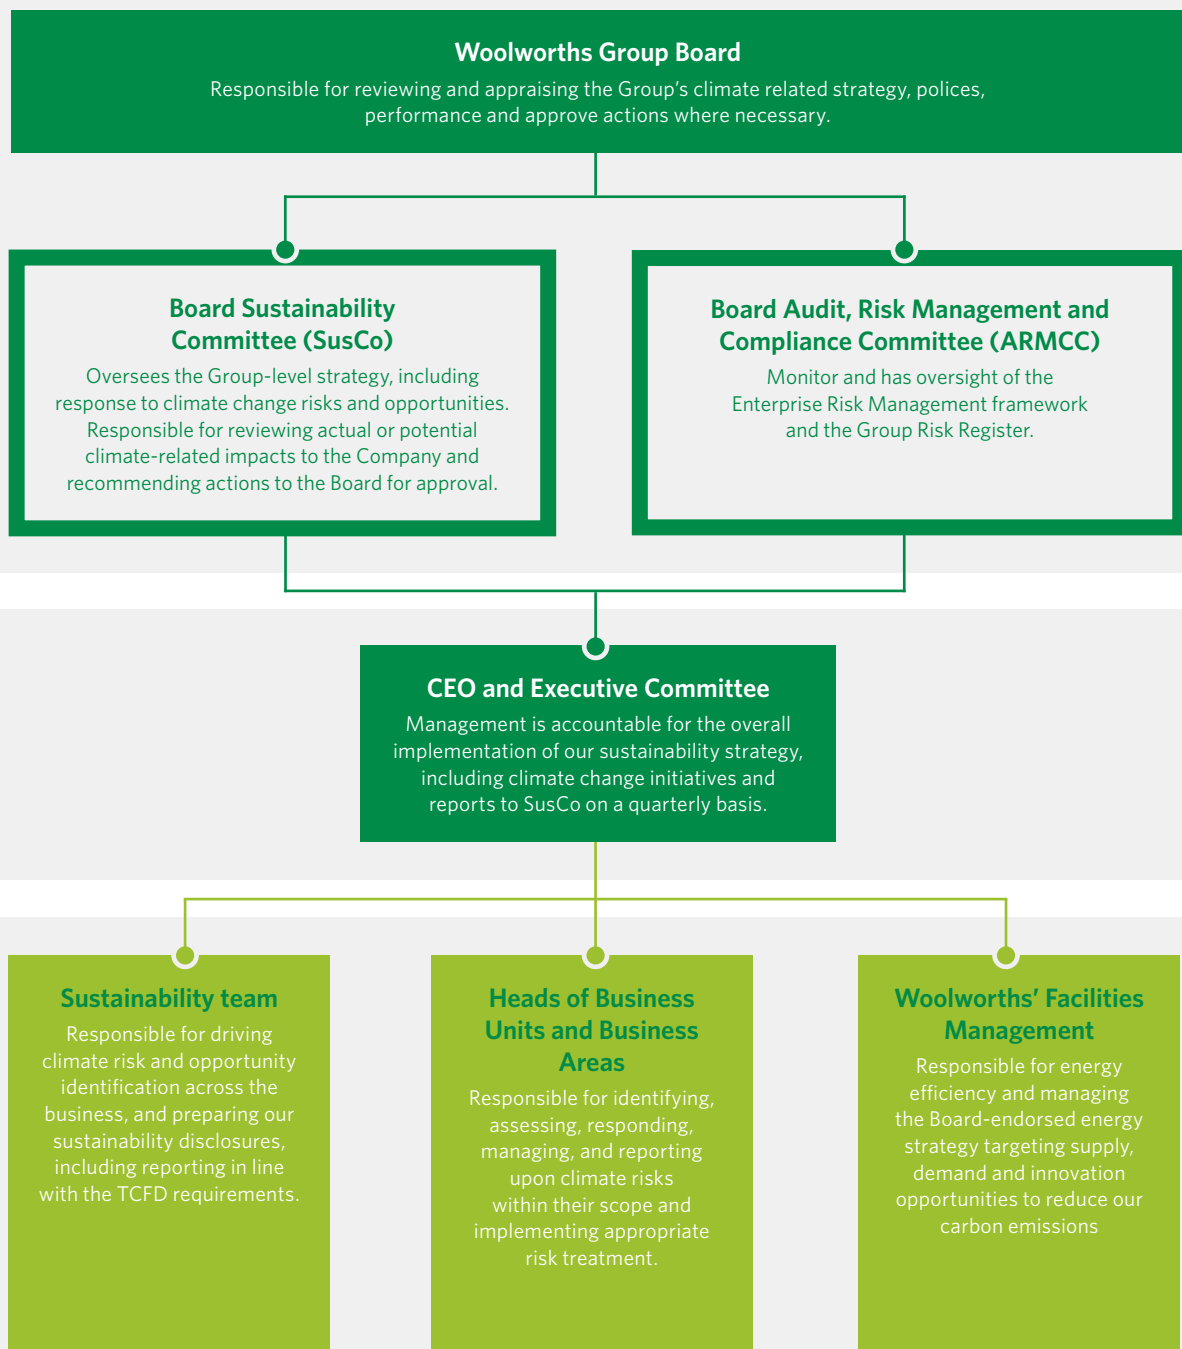 Woolworths Group Board
Responsible for reviewing and appraising the Group's climate related strategy, polices,
performance and approve actions where necessary.
Board Sustainability
Committee (SusCo)
Oversees the Group-level strategy, including
response to climate change risks and opportunities.
Responsible for reviewing actual or potential
climate-related impacts to the Company and
recommending actions to the Board for approval.
Board Audit, Risk Management and
Compliance Committee (ARMCC)
Monitor and has oversight of the
Enterprise Risk Management framework
and the Group Risk Register.
CEO and Executive Committee
Management is accountable for the overall
implementation of our sustainability strategy,
including climate change initiatives and
reports to SusCo on a quarterly basis.
Sustainability team
Responsible for driving
climate risk and opportunity
identification across the
business, and preparing our
sustainability disclosures,
including reporting in line
with the TCFD requirements.
Heads of Business
Units and Business
Areas
Responsible for identifying,
assessing, responding,
managing, and reporting
upon climate risks
within their scope and
implementing appropriate
risk treatment.
Woolworths' Facilities
Management
Responsible for energy
efficiency and managing
the Board-endorsed energy
strategy targeting supply,
demand and innovation
opportunities to reduce our
carbon emissions